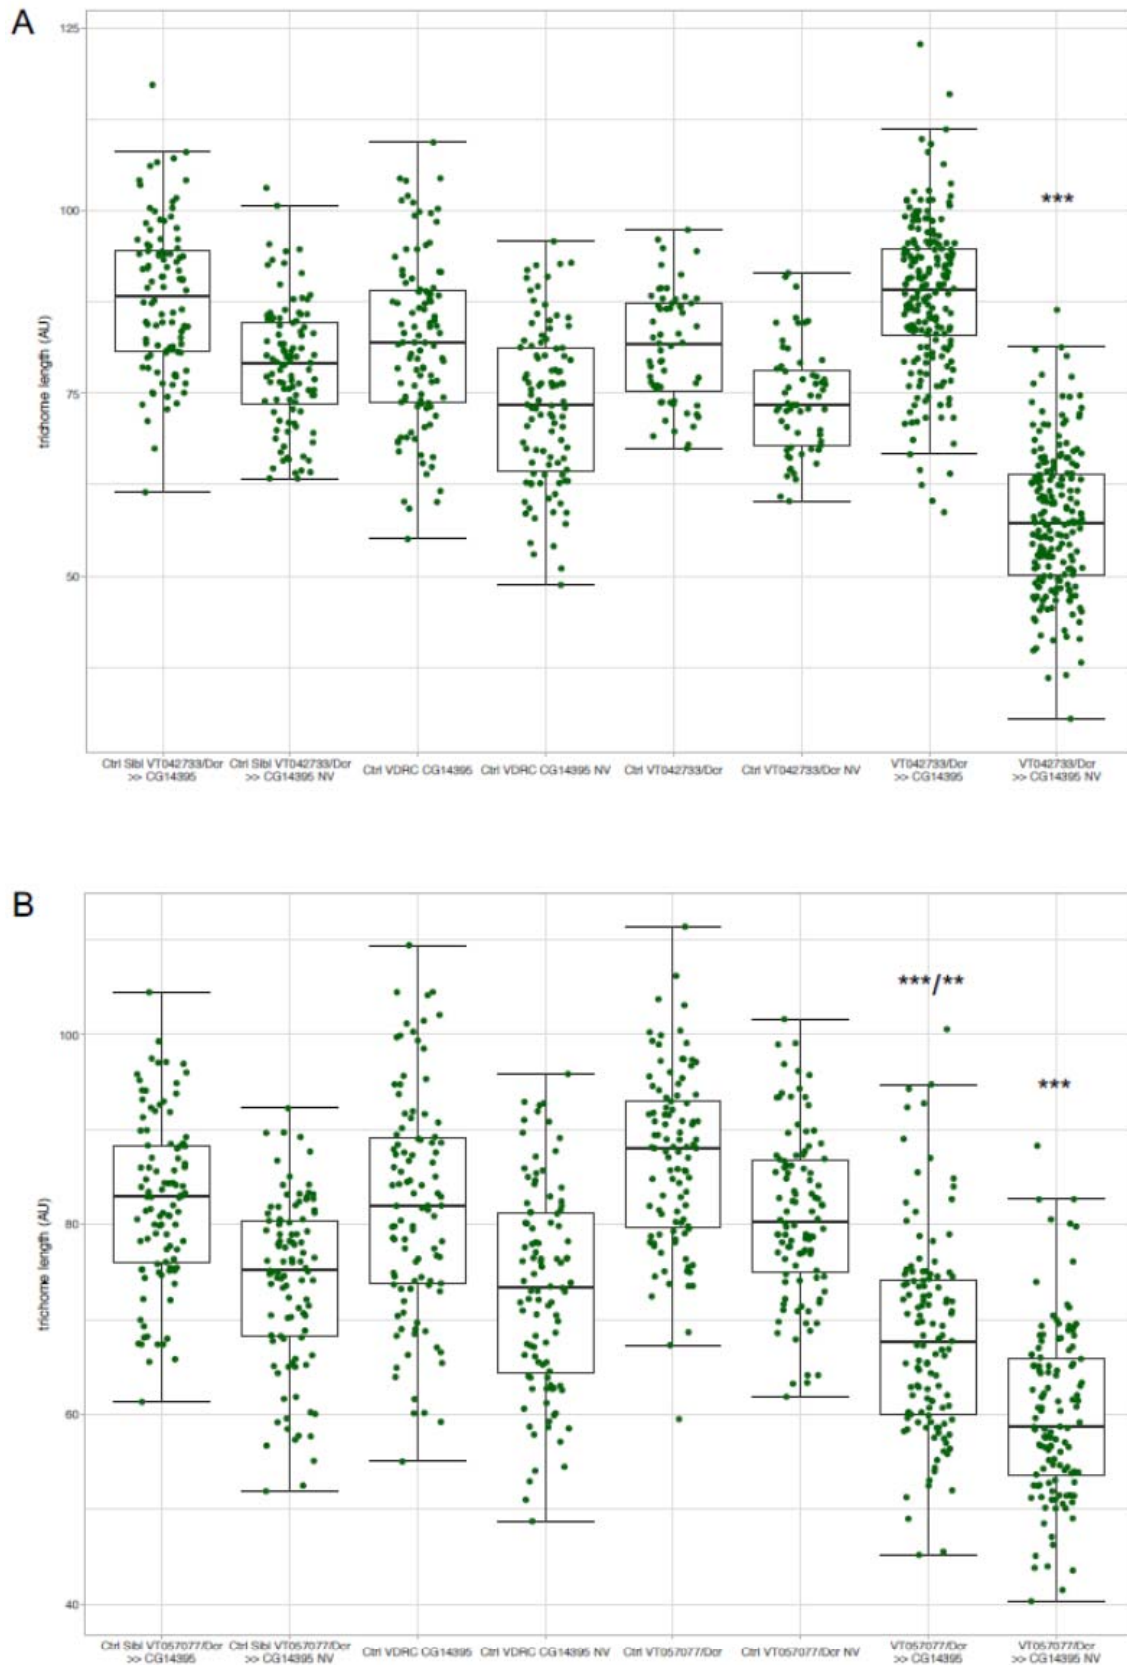 A
125
100
75
50
trichome length (AU)
***
Ctrl Sibl VT042733/Dcr
>> CG14395
Ctrl Sibl VT042733/Dcr
>> CG14395 NV
Ctrl VDRC CG14395
Ctrl VDRC CG14395 NV
Ctrl VT042733/Dcr
Ctrl VT042733/Dcr NV
VT042733/Dcr
>> CG14395
VT042733/Dcr
>> CG14395 NV
B
100
80
60
40
trichome length (AU)
***/**
***
Ctrl Sibl VT057077/Dcr
>> CG14395
Ctrl Sibl VT057077/Dcr
>> CG14395 NV
Ctrl VDRC CG14395
Ctrl VDRC CG14395 NV
Ctrl VT057077/Dcr
Ctrl VT057077/Dcr NV
VT057077/Dcr
>> CG14395
VT057077/Dcr
>> CG14395 NV